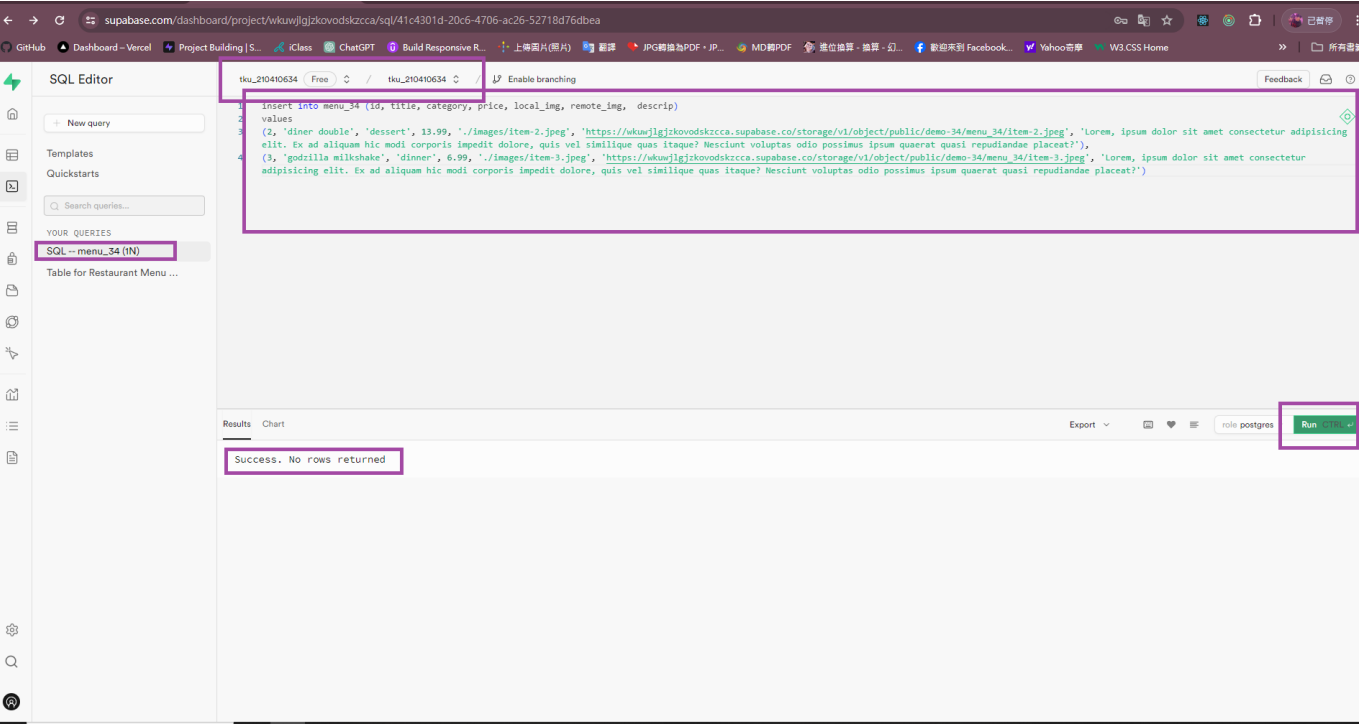 supabase.com/dashboard/project/wkuwjlgjzkovodskzcca/sql/41c4301d-20c6-4706-ac26-52718d76dbea
已暫停
GitHub Dashboard – Vercel Project Building | S... iClass ChatGPT Build Responsive R... 上傳圖片(照片) 翻譯 JPG轉換為PDF・JP... MD轉PDF 進位換算 - 換算 - 幻... 歡迎來到 Facebook... Yahoo奇摩 W3.CSS Home » 所有書籤
SQL Editor
tku_210410634 Free / tku_210410634 / Enable branching
Feedback
New query
Templates
Quickstarts
Search queries...
YOUR QUERIES
SQL -- menu_34 (1N)
Table for Restaurant Menu ...
1 insert into menu_34 (id, title, category, price, local_img, remote_img, descrip)
2 values
3 (2, 'diner double', 'dessert', 13.99, './images/item-2.jpeg', 'https://wkuwjlgjzkovodskzcca.supabase.co/storage/v1/object/public/demo-34/menu_34/item-2.jpeg', 'Lorem, ipsum dolor sit amet consectetur adipisicing
elit. Ex ad aliquam hic modi corporis impedit dolore, quis vel similique quas itaque? Nesciunt voluptas odio possimus ipsum quaerat quasi repudiandae placeat?'),
4 (3, 'godzilla milkshake', 'dinner', 6.99, './images/item-3.jpeg', 'https://wkuwjlgjzkovodskzcca.supabase.co/storage/v1/object/public/demo-34/menu_34/item-3.jpeg', 'Lorem, ipsum dolor sit amet consectetur
adipisicing elit. Ex ad aliquam hic modi corporis impedit dolore, quis vel similique quas itaque? Nesciunt voluptas odio possimus ipsum quaerat quasi repudiandae placeat?')
Results Chart
Export
role postgres
Run CTRL ↵
Success. No rows returned